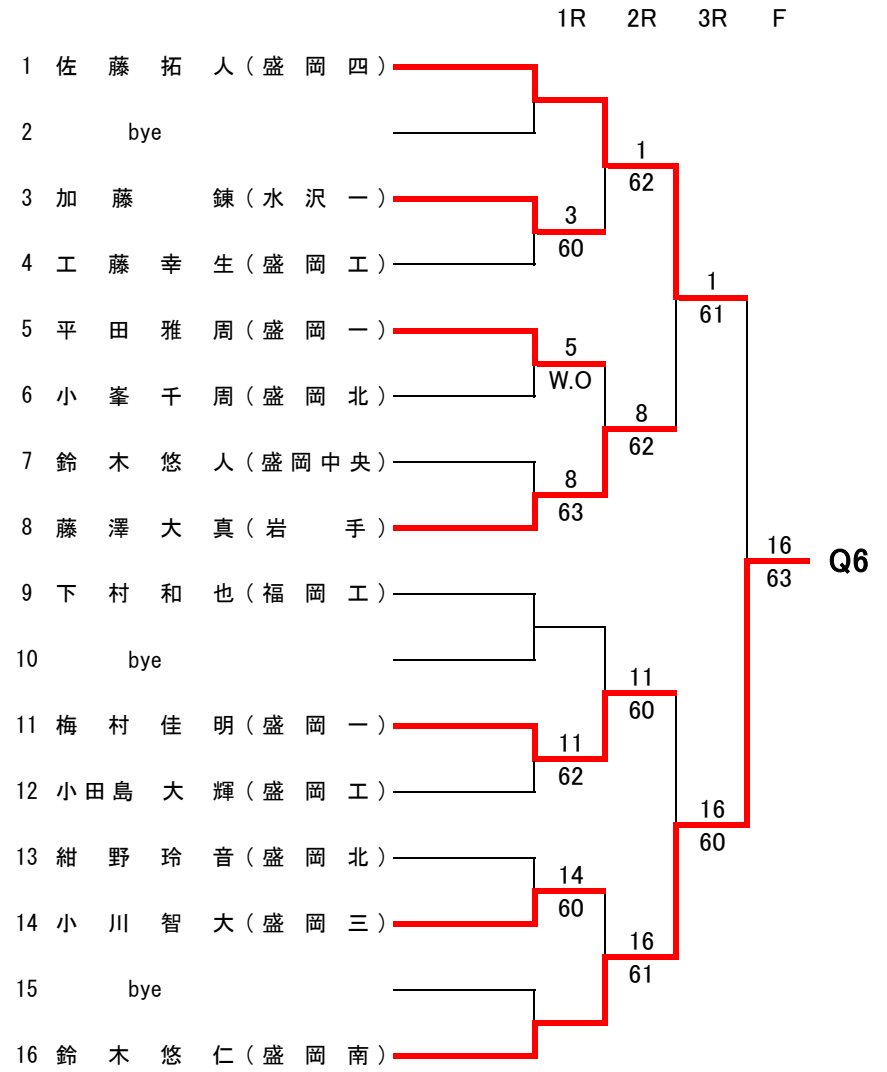 1R 2R 3R F
1 佐藤拓人(盛岡四)
2 bye
1
62
3 加藤錬(水沢一)
3
60
4 工藤幸生(盛岡工)
1
61
5 平田雅周(盛岡一)
5
W.O
6 小峯千周(盛岡北)
8
62
7 鈴木悠人(盛岡中央)
8
63
8 藤澤大真(岩手)
16
63
Q6
9 下村和也(福岡工)
10 bye
11
60
11 梅村佳明(盛岡一)
11
62
12 小田島大輝(盛岡工)
16
60
13 紺野玲音(盛岡北)
14
60
14 小川智大(盛岡三)
16
61
15 bye
16 鈴木悠仁(盛岡南)